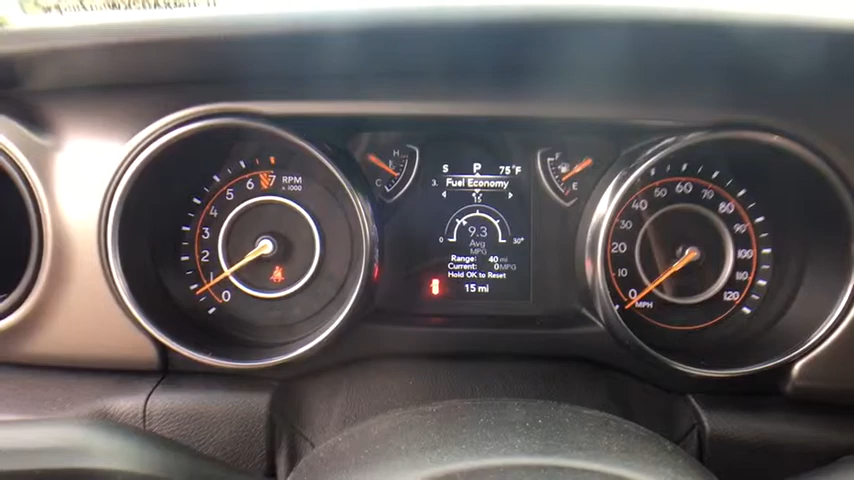 S P 75°F
3. Fuel Economy
15
0 30+
9.3
Avg
MPG
Range: 40 mi
Current: 0MPG
Hold OK to Reset
15 mi
H
C
F
E
RPM
x1000
0 1 2 3 4 5 6 7
0 10 20 30 40 50 60 70 80 90 100 110 120
MPH